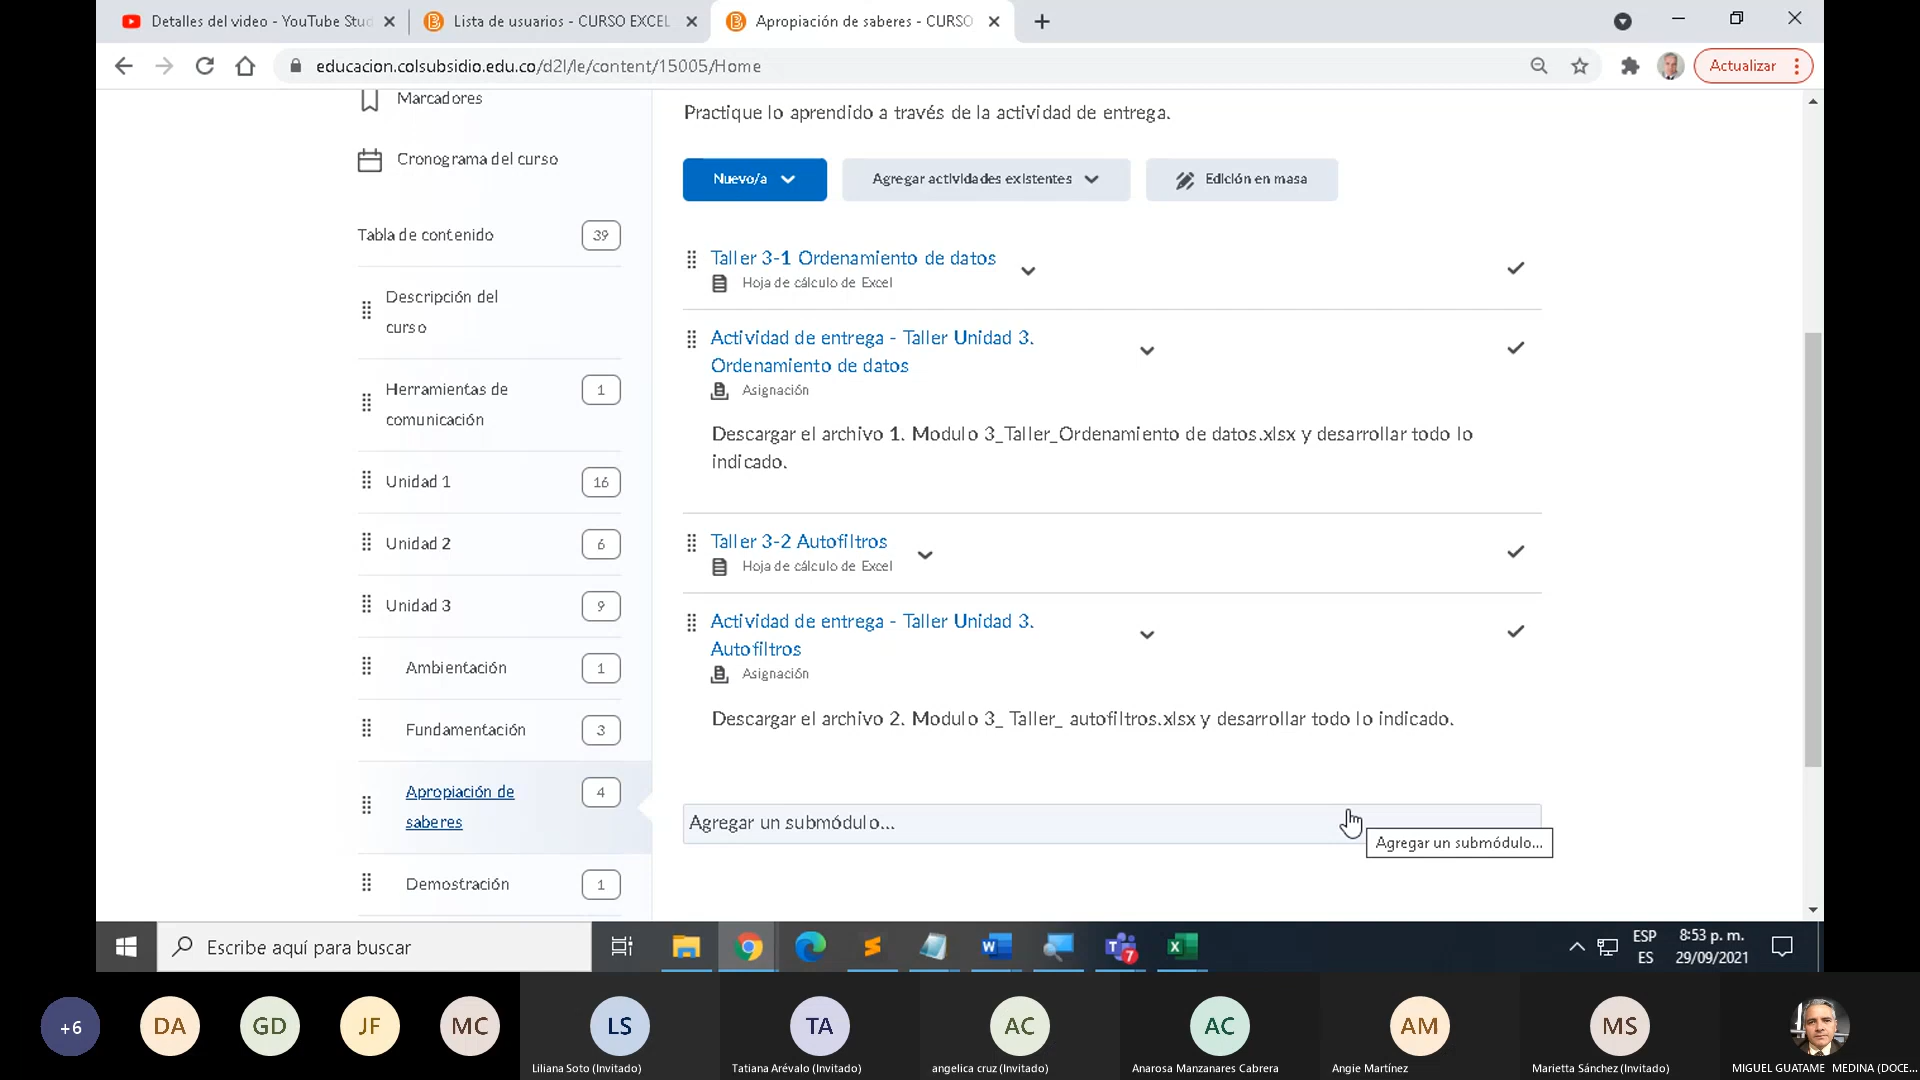 Detalles del video - YouTube Stud
Lista de usuarios - CURSO EXCEL
Apropiación de saberes - CURSO
educacion.colsubsidio.edu.co/d2l/le/content/15005/Home
Actualizar
Marcadores
Cronograma del curso
Tabla de contenido
39
Descripción del
curso
Herramientas de
comunicación
1
Unidad 1
16
Unidad 2
6
Unidad 3
9
Ambientación
1
Fundamentación
3
Apropiación de
saberes
4
Demostración
1
Practique lo aprendido a través de la actividad de entrega.
Nuevo/a
Agregar actividades existentes
Edición en masa
Taller 3-1 Ordenamiento de datos
Hoja de cálculo de Excel
Actividad de entrega - Taller Unidad 3.
Ordenamiento de datos
Asignación
Descargar el archivo 1. Modulo 3_Taller_Ordenamiento de datos.xlsx y desarrollar todo lo
indicado.
Taller 3-2 Autofiltros
Hoja de cálculo de Excel
Actividad de entrega - Taller Unidad 3.
Autofiltros
Asignación
Descargar el archivo 2. Modulo 3_ Taller_ autofiltros.xlsx y desarrollar todo lo indicado.
Agregar un submódulo...
Agregar un submódulo...
Escribe aquí para buscar
7
ESP
ES
8:53 p. m.
29/09/2021
+6
DA
GD
JF
MC
LS
Liliana Soto (Invitado)
TA
Tatiana Arévalo (Invitado)
AC
angelica cruz (Invitado)
AC
Anarosa Manzanares Cabrera
AM
Angie Martínez
MS
Marietta Sánchez (Invitado)
MIGUEL GUATAME MEDINA (DOCE...